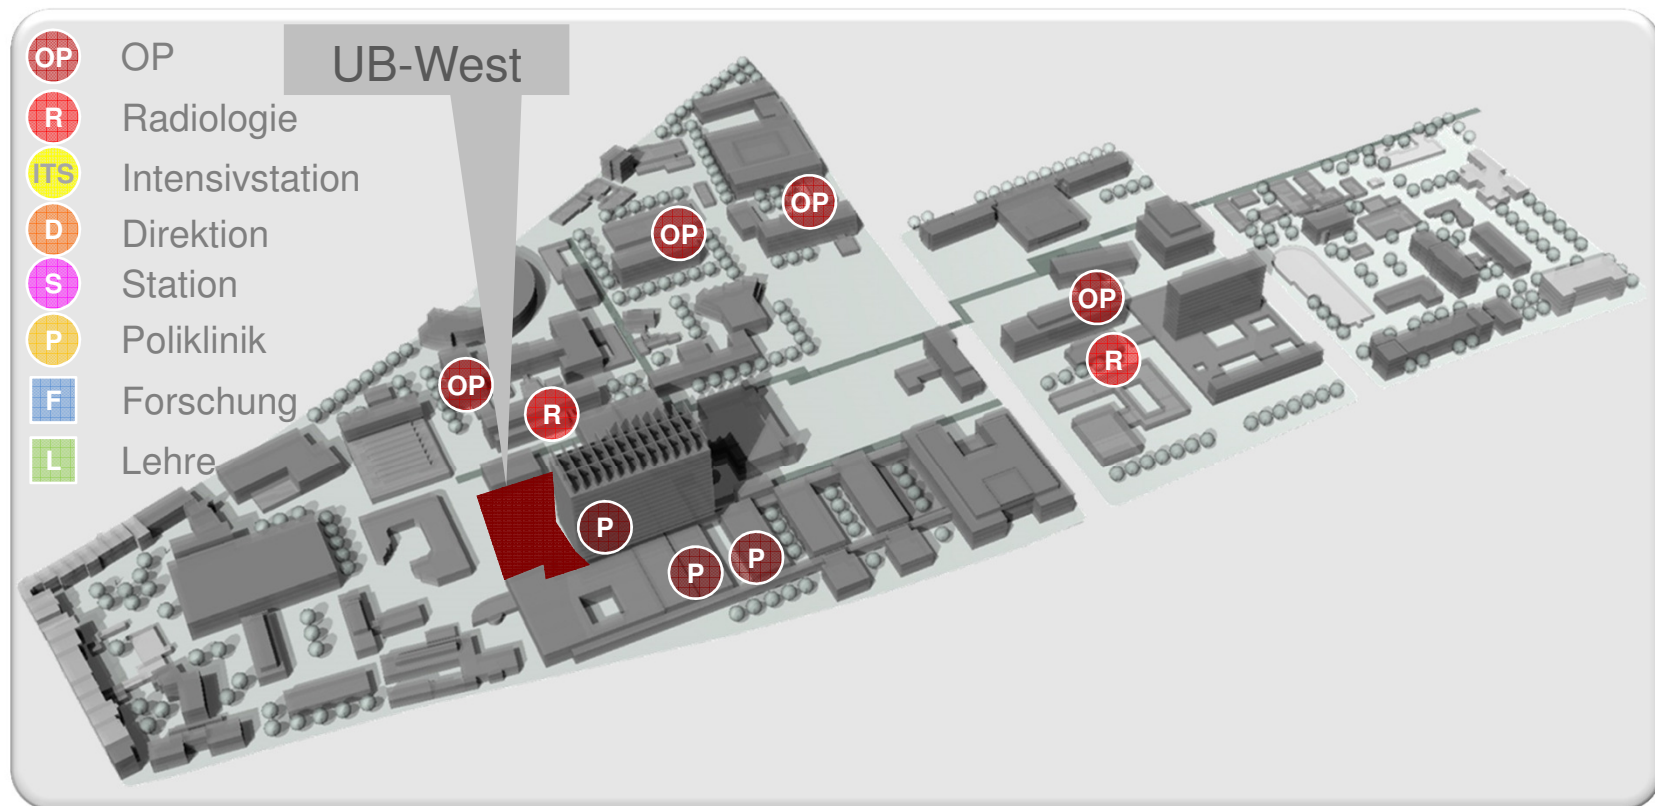 UB-West
OP OP
R Radiologie
ITS Intensivstation
D Direktion
S Station
P Poliklinik
F Forschung
L Lehre
OP
OP
OP
R
OP
R
P
P
P